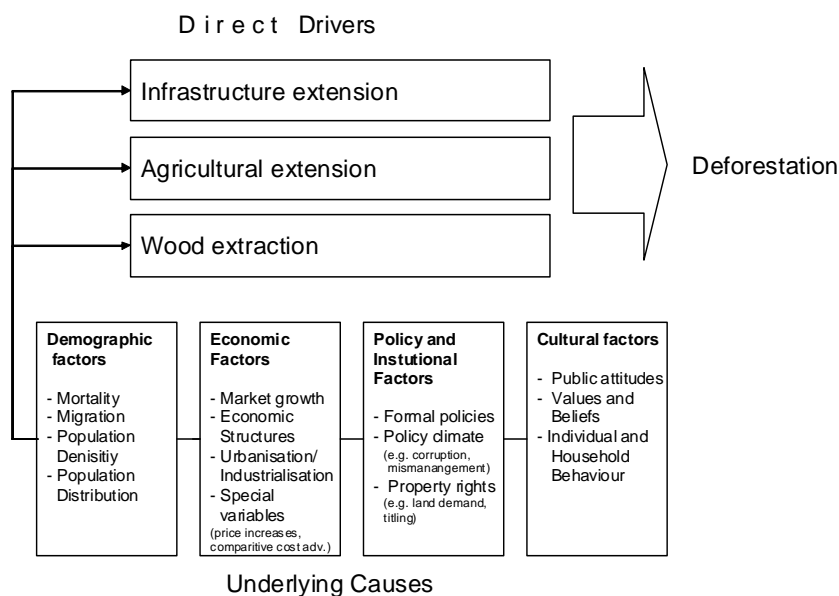 Direct Drivers
Infrastructure extension
Agricultural extension
Wood extraction
Deforestation
Demographic
factors
- Mortality
- Migration
- Population
Denisitiy
- Population
Distribution
Economic
Factors
- Market growth
- Economic
Structures
- Urbanisation/
Industrialisation
- Special
variables
(price increases,
comparitive cost adv.)
Policy and
Instutional
Factors
- Formal policies
- Policy climate
(e.g. corruption,
mismanangement)
- Property rights
(e.g. land demand,
titling)
Cultural factors
- Public attitudes
- Values and
Beliefs
- Individual and
Household
Behaviour
Underlying Causes